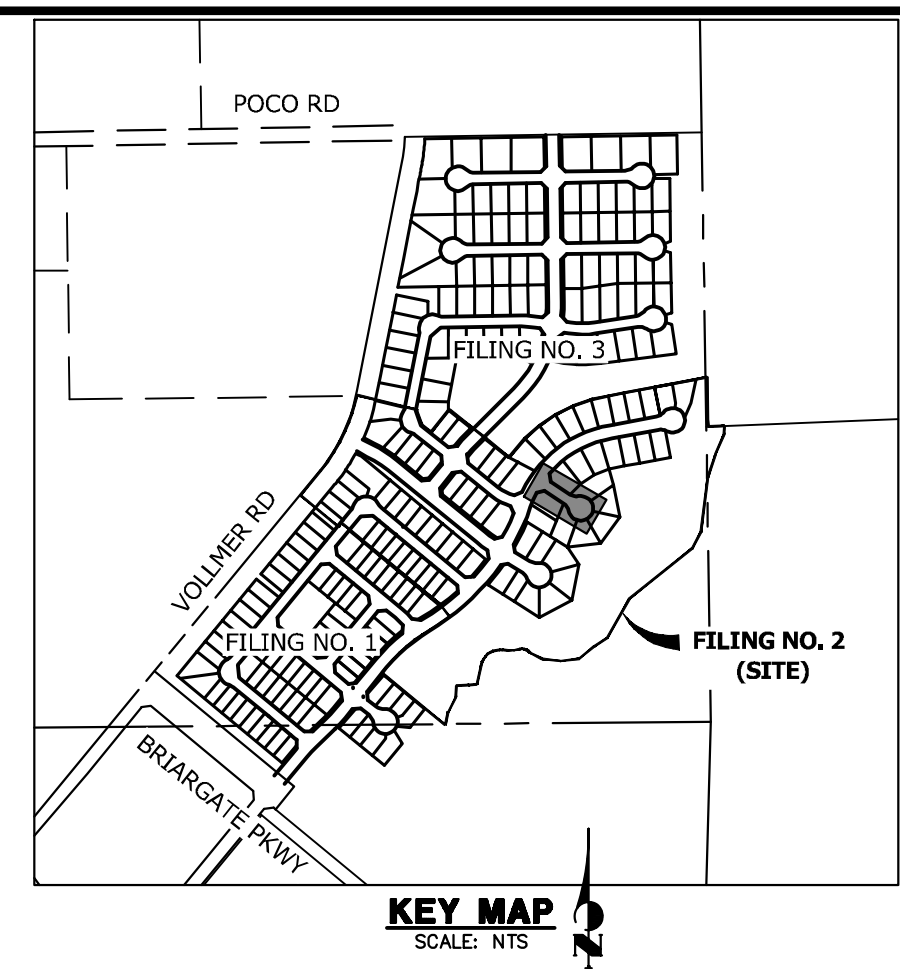 POCO RD
FILING NO. 3
VOLLMER RD
FILING NO. 1
FILING NO. 2
(SITE)
BRIARGATE PKWY
KEY MAP
SCALE: NTS
N